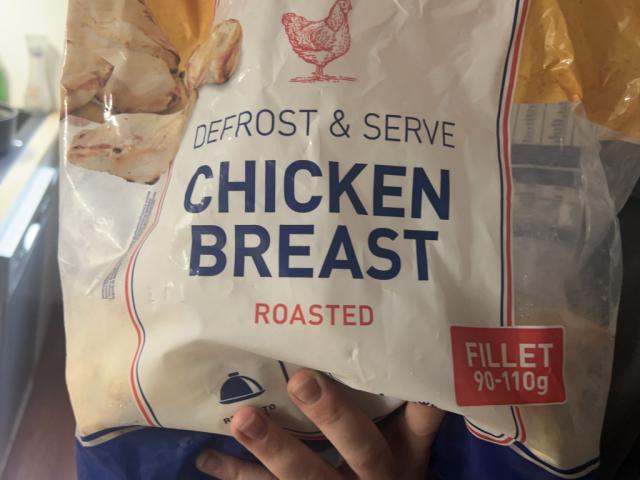 DEFROST & SERVE
CHICKEN
BREAST
ROASTED
FILLET
90-110g